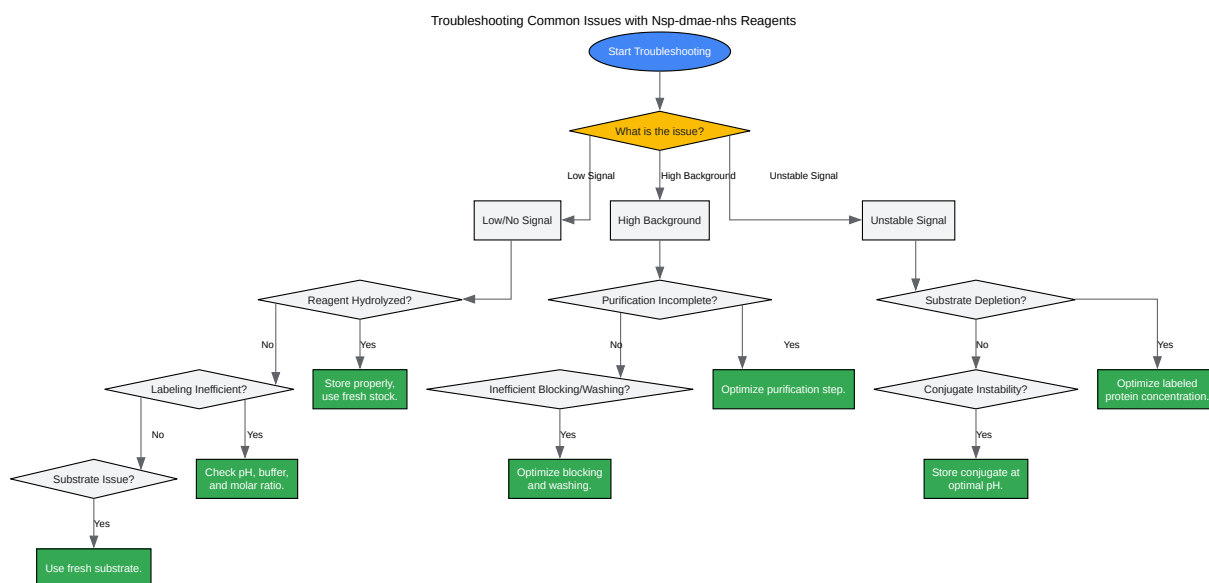 Troubleshooting Common Issues with Nsp-dmae-nhs Reagents
Start Troubleshooting
What is the issue?
Low Signal
High Background
Unstable Signal
Low/No Signal
High Background
Unstable Signal
Reagent Hydrolyzed?
Purification Incomplete?
Substrate Depletion?
No
Yes
No
Yes
No
Yes
Labeling Inefficient?
Store properly,
use fresh stock.
Inefficient Blocking/Washing?
Optimize purification step.
Conjugate Instability?
Optimize labeled
protein concentration.
No
Yes
Yes
Yes
Substrate Issue?
Check pH, buffer,
and molar ratio.
Optimize blocking
and washing.
Store conjugate at
optimal pH.
Yes
Use fresh substrate.